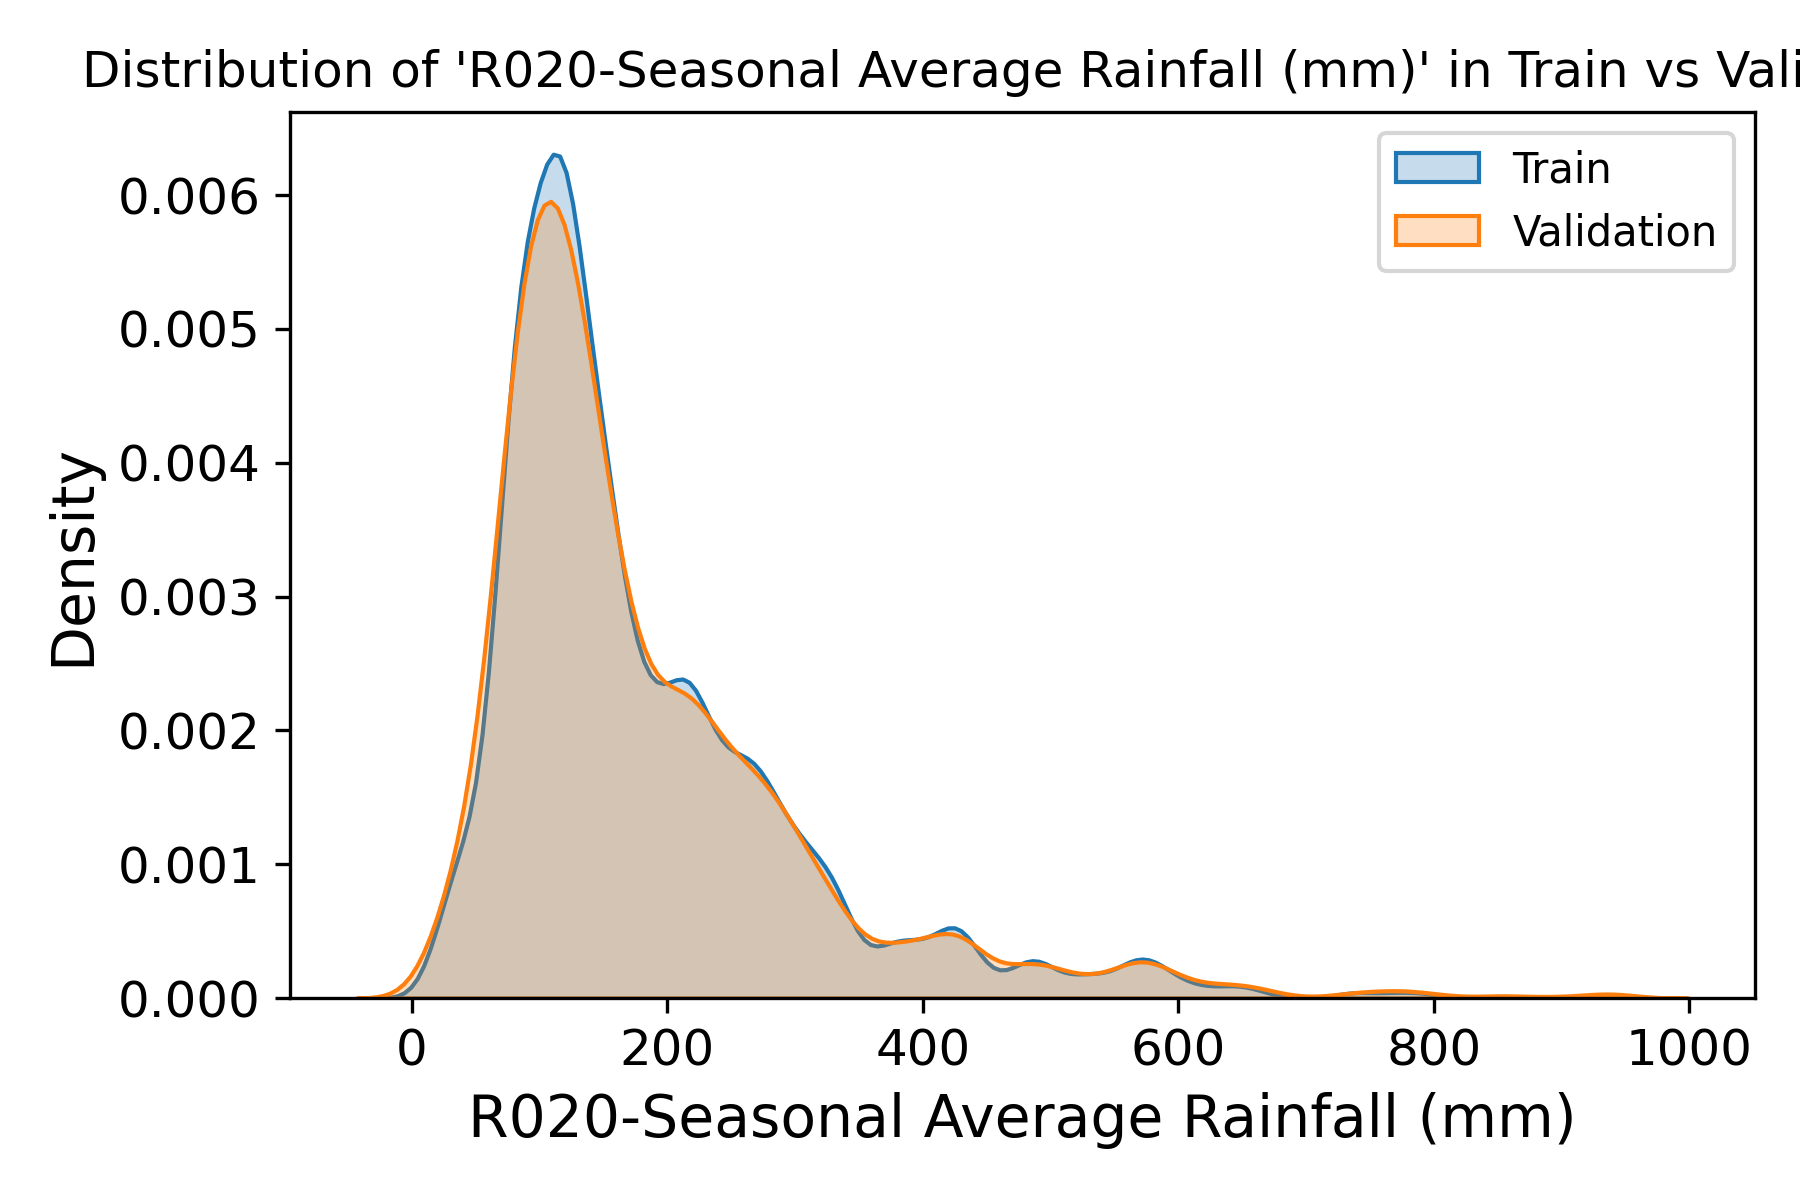 Distribution of 'R020-Seasonal Average Rainfall (mm)' in Train vs Vali
Train
Validation
Density
0.006
0.005
0.004
0.003
0.002
0.001
0.000
0 200 400 600 800 1000
R020-Seasonal Average Rainfall (mm)